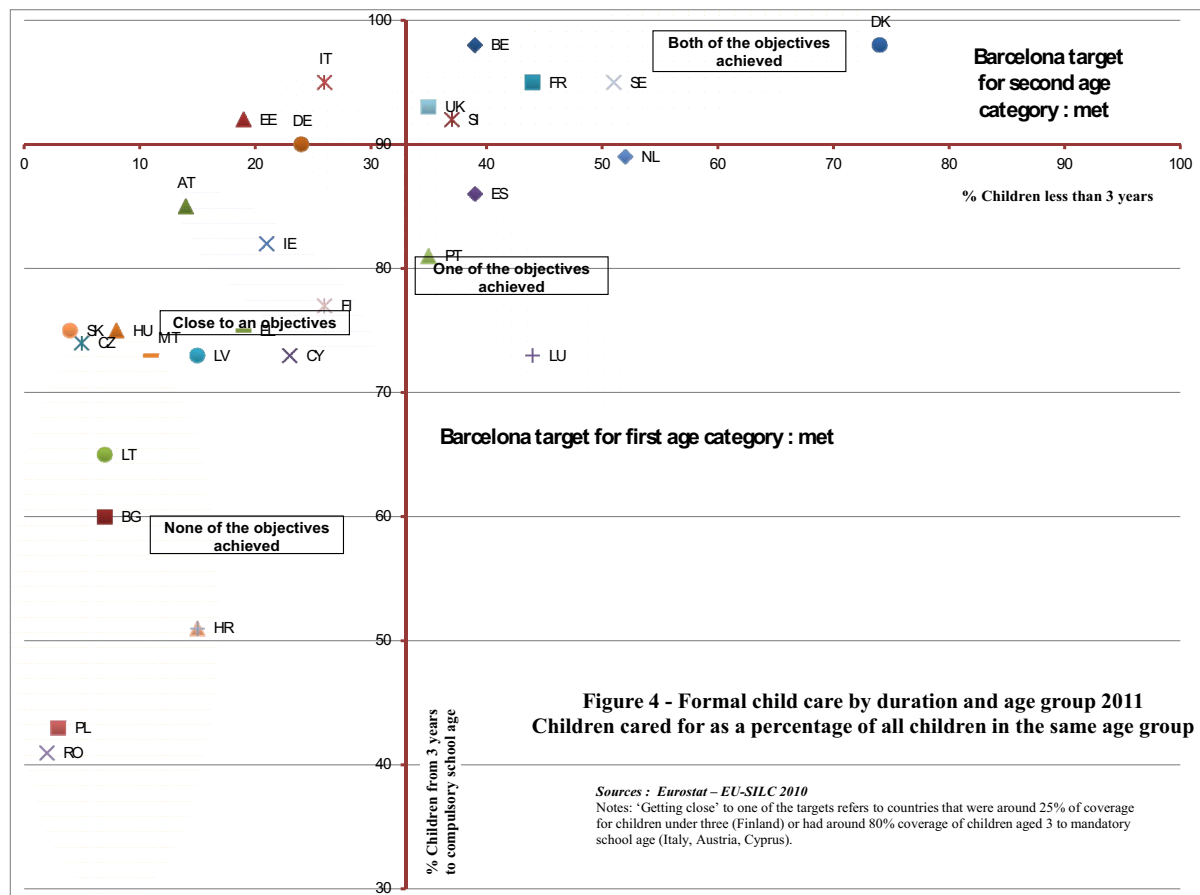 100
DK
BE
Both of the objectives
achieved
Barcelona target
for second age
category : met
IT
FR
SE
UK
EE
DE
SI
90
0
10
20
30
40
50
60
70
80
90
100
NL
AT
ES
% Children less than 3 years
IE
80
PT
One of the objectives
achieved
FI
Close to an objectives
SK
HU
MT
EL
CZ
LV
CY
LU
70
Barcelona target for first age category : met
LT
60
BG
None of the objectives
achieved
50
HR
% Children from 3 years
to compulsory school age
Figure 4 - Formal child care by duration and age group 2011
Children cared for as a percentage of all children in the same age group
PL
RO
40
Sources : Eurostat – EU-SILC 2010
Notes: ‘Getting close’ to one of the targets refers to countries that were around 25% of coverage
for children under three (Finland) or had around 80% coverage of children aged 3 to mandatory
school age (Italy, Austria, Cyprus).
30